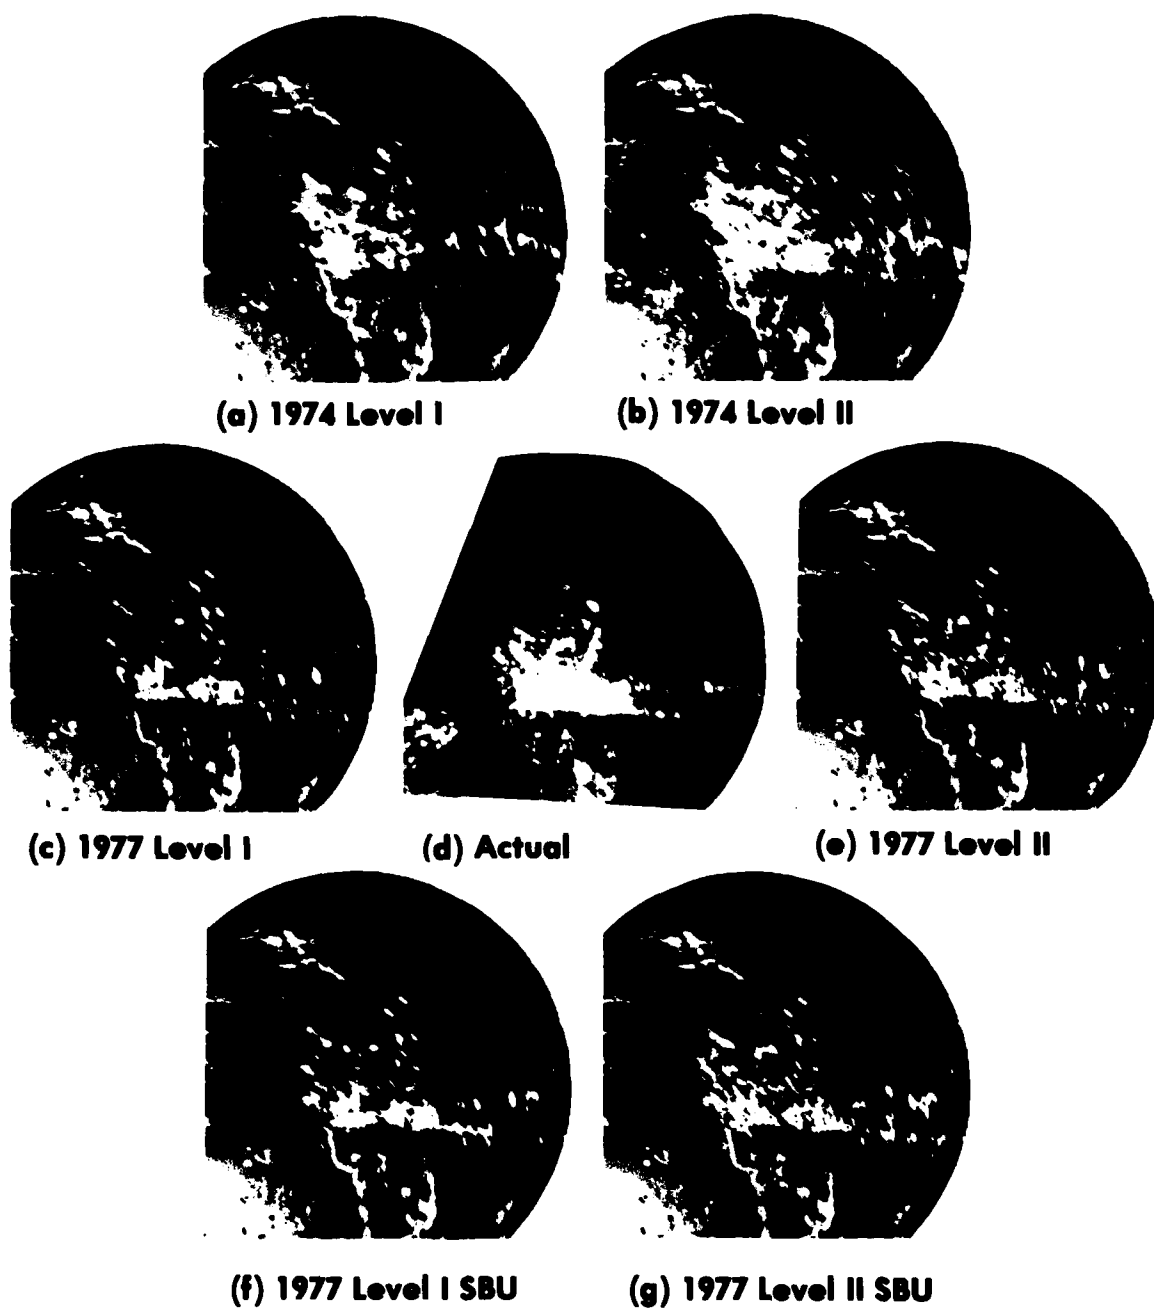 (a) 1974 Level I
(b) 1974 Level II
(c) 1977 Level I
(d) Actual
(e) 1977 Level II
(f) 1977 Level I SBU
(g) 1977 Level II SBU